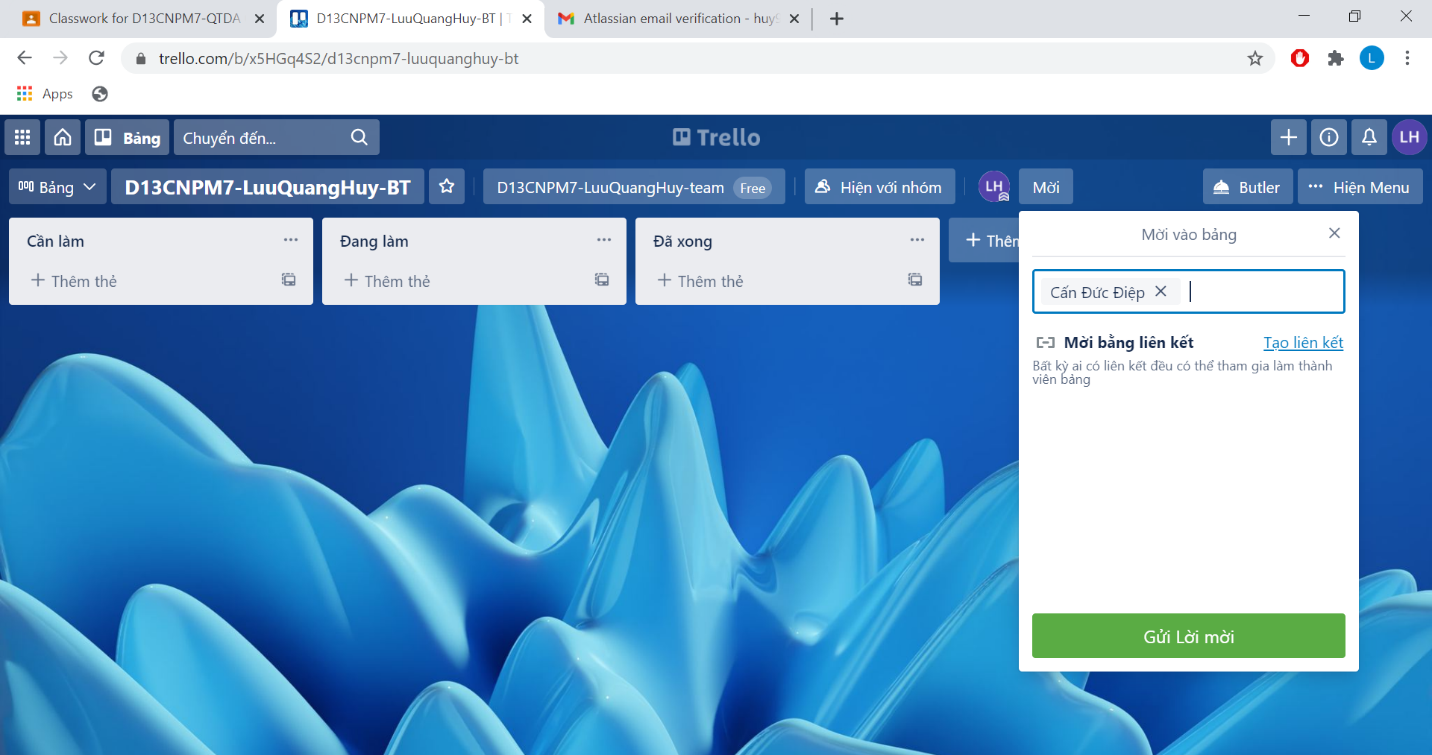 Classwork for D13CNPM7-QTDA
D13CNPM7-LuuQuangHuy-BT | T
Atlassian email verification - huy9
trello.com/b/x5HGq4S2/d13cnpm7-luuquanghuy-bt
L
Apps
Bảng
Chuyển đến...
Trello
LH
Bảng
D13CNPM7-LuuQuangHuy-BT
D13CNPM7-LuuQuangHuy-team Free
Hiện với nhóm
LH
Mời
Butler
Hiện Menu
Cần làm
Thêm thẻ
Đang làm
Thêm thẻ
Đã xong
Thêm thẻ
Thêm
Mời vào bảng
Cấn Đức Điệp
Mời bằng liên kết
Tạo liên kết
Bất kỳ ai có liên kết đều có thể tham gia làm thành
viên bảng
Gửi Lời mời